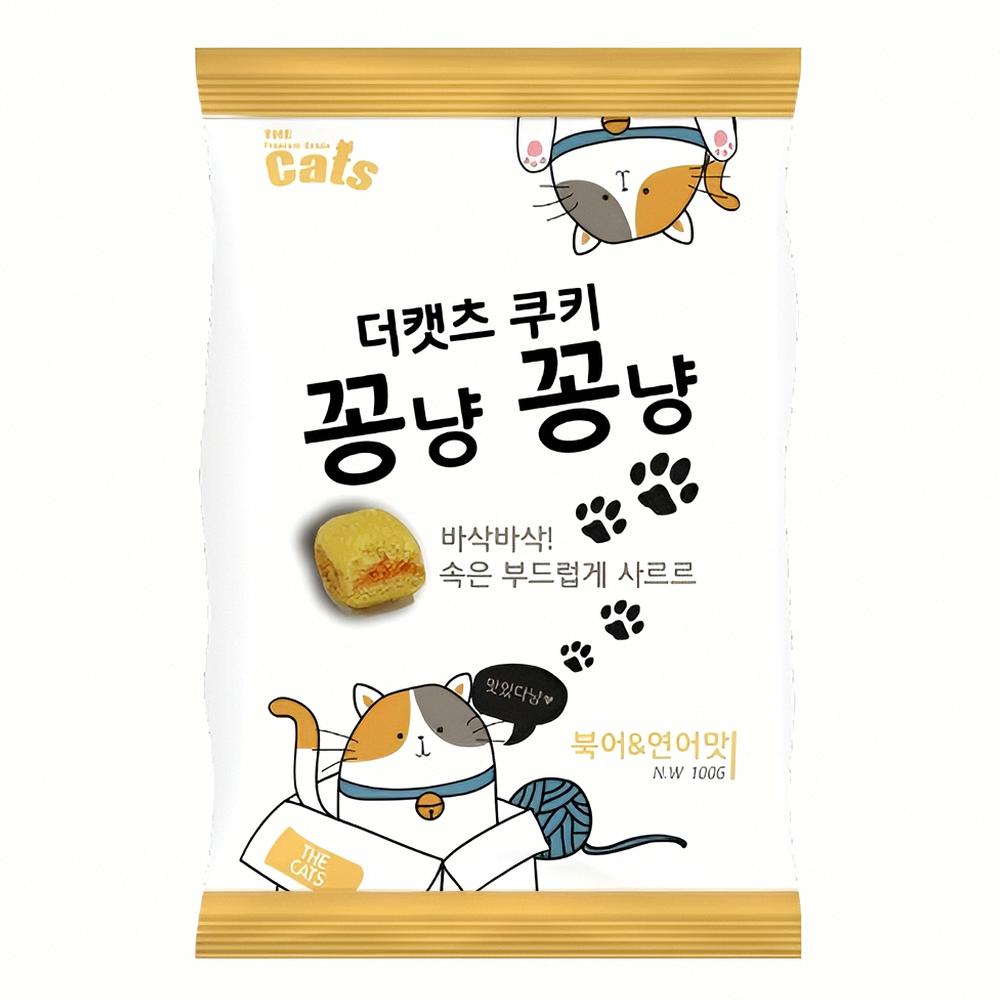 Cats
더캣츠 쿠키
꽁냥 꽁냥
바삭바삭!
속은 부드럽게 사르르
맛있다냥♥
북어&연어맛
N.W 100G
THE
CATS